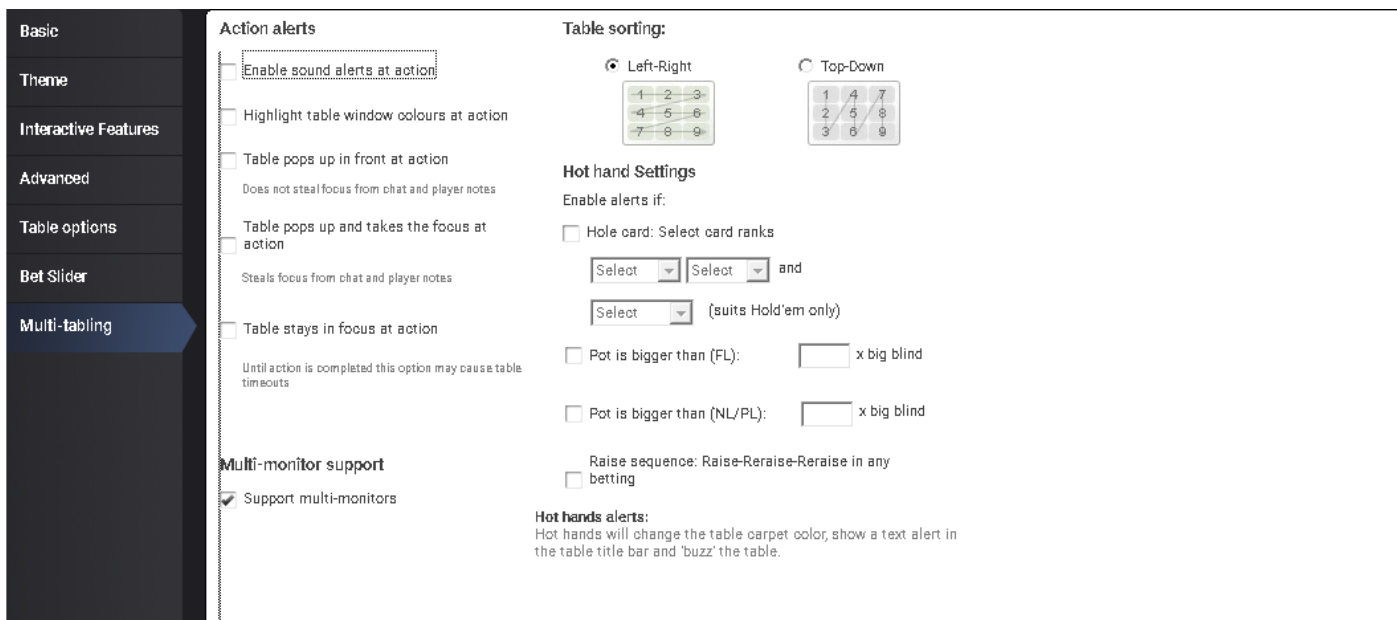 Basic
Theme
Interactive Features
Advanced
Table options
Bet Slider
Multi-tabling
Action alerts
Enable sound alerts at action
Highlight table window colours at action
Table pops up in front at action
Does not steal focus from chat and player notes
Table pops up and takes the focus at
action
Steals focus from chat and player notes
Table stays in focus at action
Until action is completed this option may cause table
timeouts
Multi-monitor support
Support multi-monitors
Table sorting:
Left-Right
Top-Down
1 2 3
4 5 6
7 8 9
1 4 7
2 5 8
3 6 9
Hot hand Settings
Enable alerts if:
Hole card: Select card ranks
Select Select and
Select (suits Hold'em only)
Pot is bigger than (FL): x big blind
Pot is bigger than (NL/PL): x big blind
Raise sequence: Raise-Reraise-Reraise in any
betting
Hot hands alerts:
Hot hands will change the table carpet color, show a text alert in
the table title bar and 'buzz' the table.